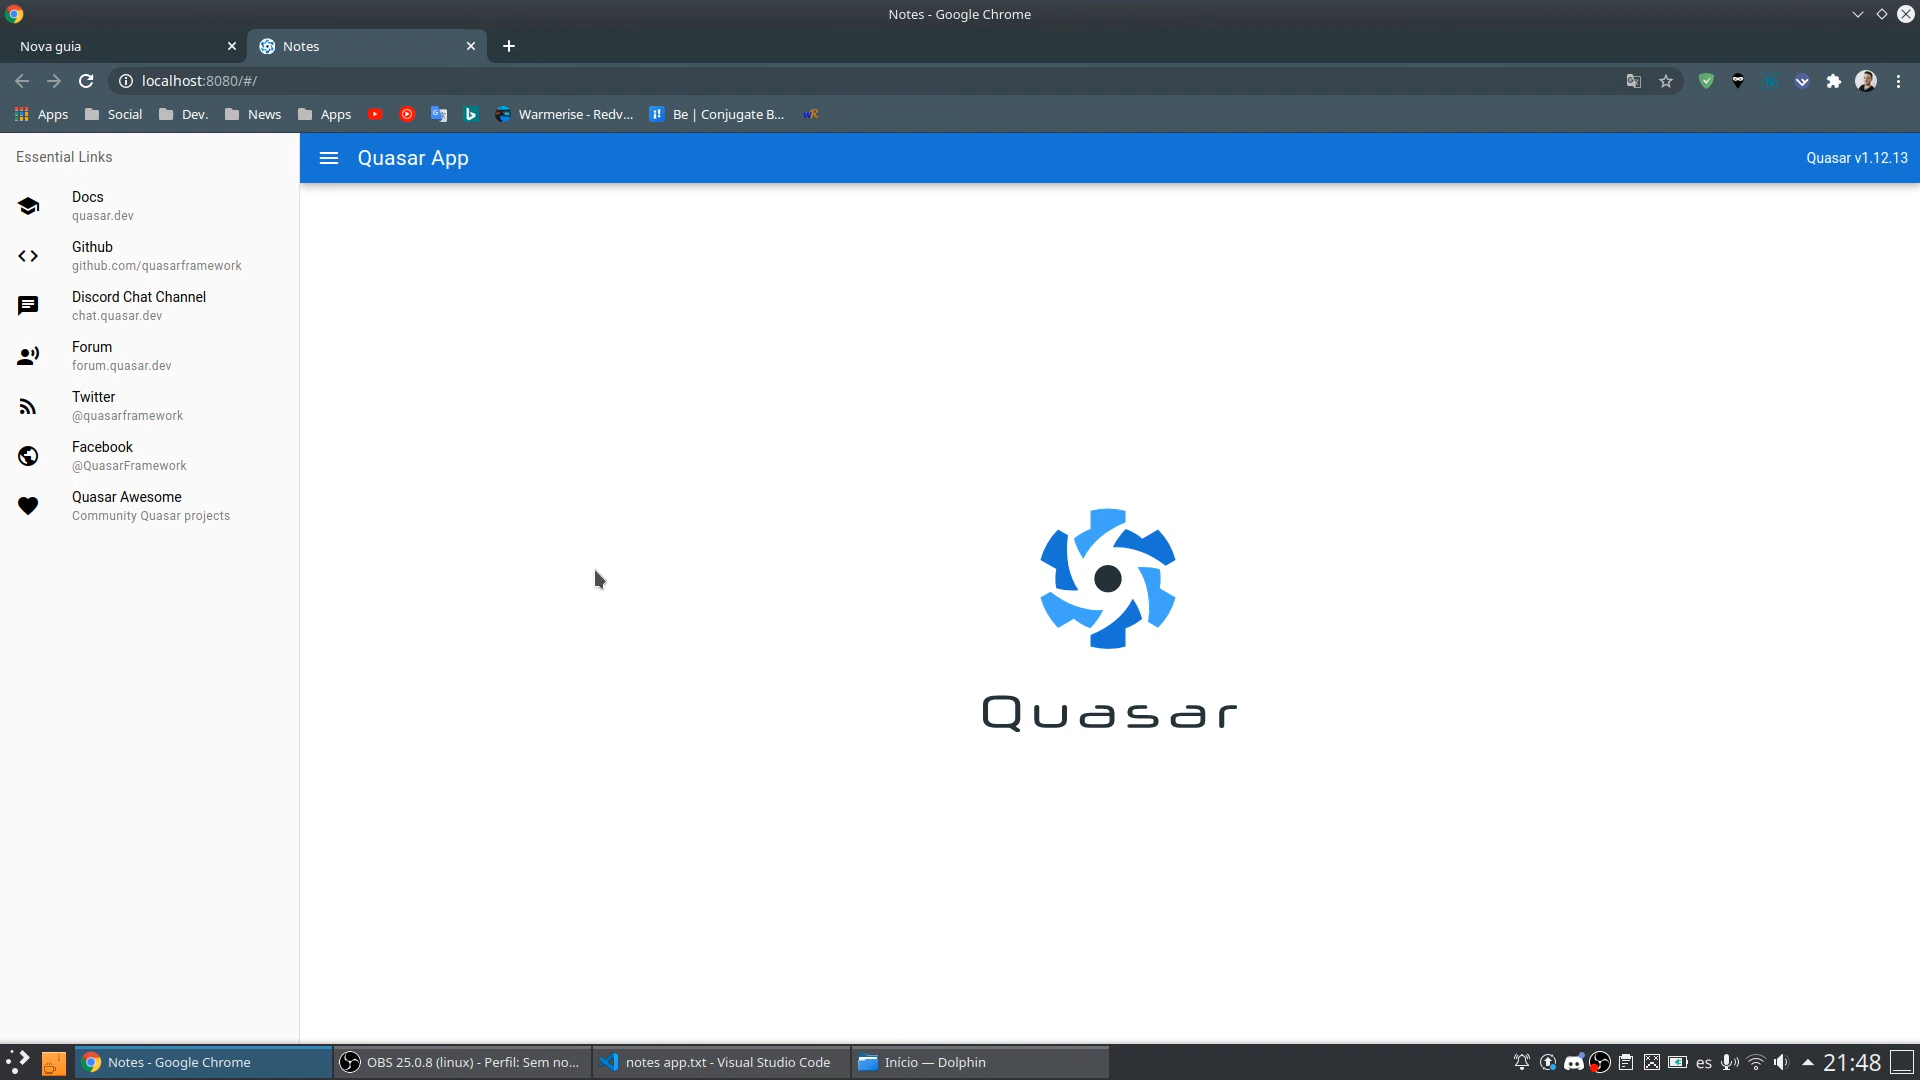 Notes - Google Chrome
Nova guia
Notes
localhost:8080/#/
Apps
Social
Dev.
News
Apps
Warmerise - Redv...
Be | Conjugate B...
Essential Links
Quasar App
Quasar v1.12.13
Docs
quasar.dev
Github
github.com/quasarframework
Discord Chat Channel
chat.quasar.dev
Forum
forum.quasar.dev
Twitter
@quasarframework
Facebook
@QuasarFramework
Quasar Awesome
Community Quasar projects
Quasar
Notes - Google Chrome
OBS 25.0.8 (linux) - Perfil: Sem no...
notes app.txt - Visual Studio Code
Início — Dolphin
es
21:48